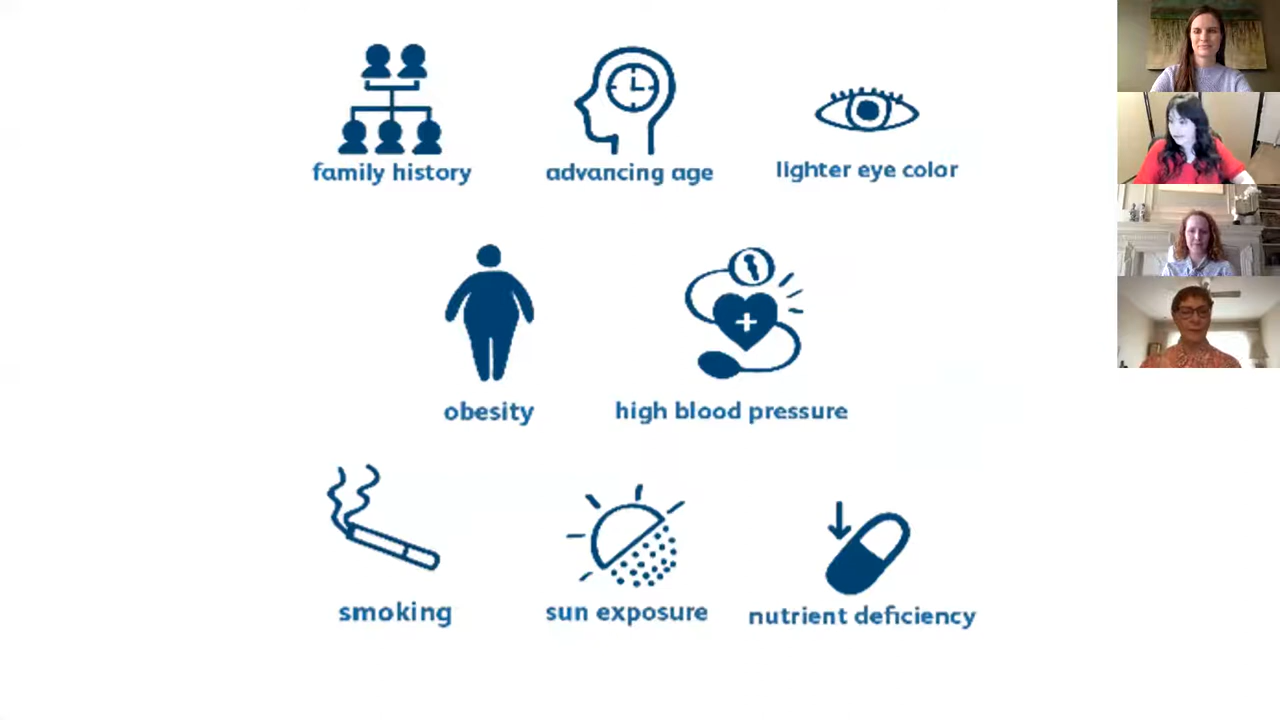 family history
advancing age
lighter eye color
obesity
high blood pressure
smoking
sun exposure
nutrient deficiency